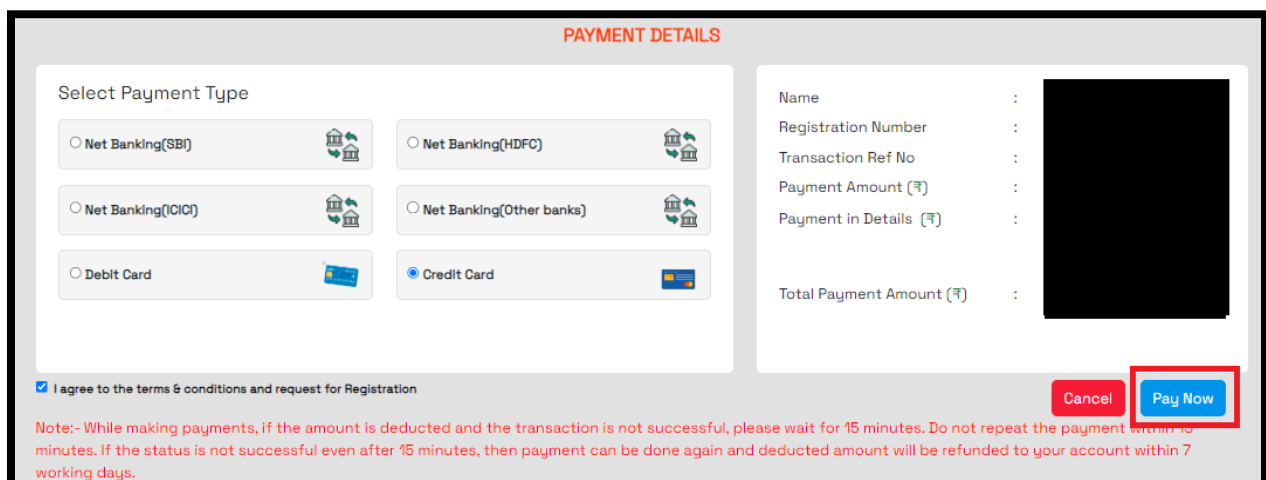 PAYMENT DETAILS
Select Payment Type
Net Banking(SBI)
Net Banking(HDFC)
Net Banking(ICICI)
Net Banking(Other banks)
Debit Card
Credit Card
Name :
Registration Number :
Transaction Ref No :
Payment Amount (₹) :
Payment in Details (₹) :
Total Payment Amount (₹) :
I agree to the terms & conditions and request for Registration
Cancel
Pay Now
Note:- While making payments, if the amount is deducted and the transaction is not successful, please wait for 15 minutes. Do not repeat the payment within 15
minutes. If the status is not successful even after 15 minutes, then payment can be done again and deducted amount will be refunded to your account within 7
working days.